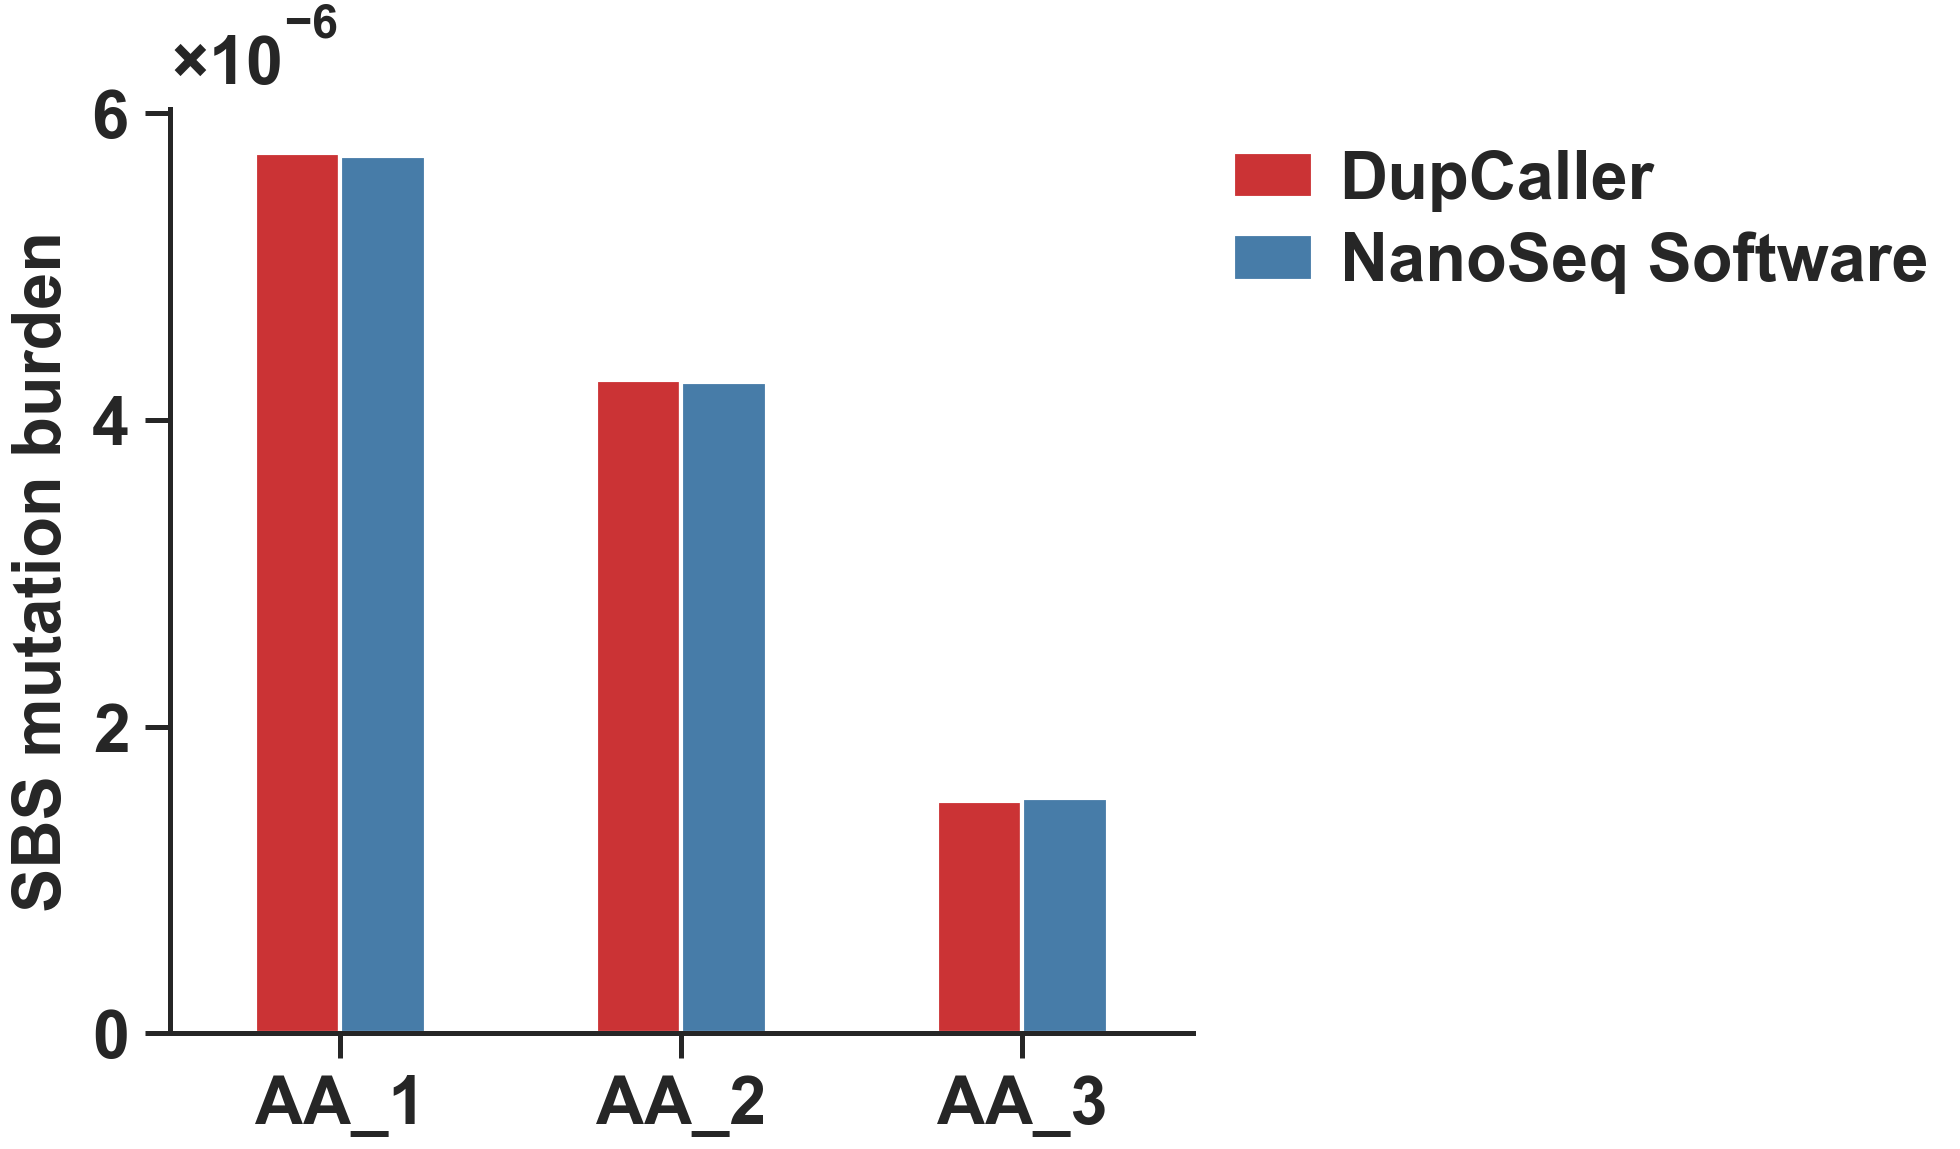 ×10⁻⁶
6
4
2
0
SBS mutation burden
AA_1
AA_2
AA_3
DupCaller
NanoSeq Software